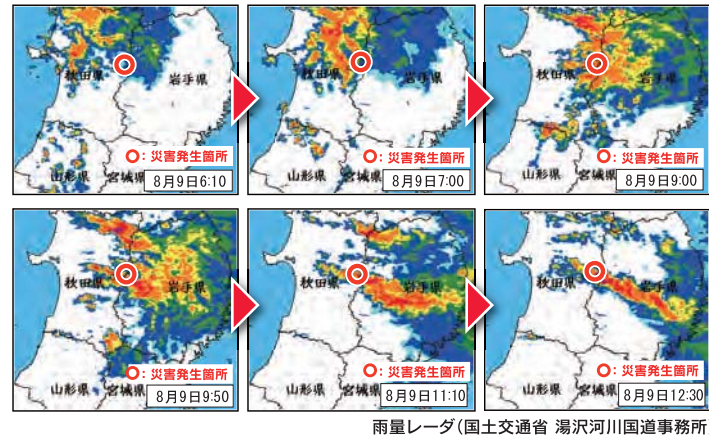 秋田県
岩手県
山形県
宮城県
：災害発生箇所
8月9日6:10
秋田県
岩手県
山形県
宮城県
：災害発生箇所
8月9日7:00
秋田県
岩手県
山形県
宮城県
：災害発生箇所
8月9日9:00
秋田県
岩手県
山形県
宮城県
：災害発生箇所
8月9日9:50
秋田県
岩手県
山形県
宮城県
：災害発生箇所
8月9日11:10
秋田県
岩手県
山形県
宮城県
：災害発生箇所
8月9日12:30
雨量レーダ（国土交通省 湯沢河川国道事務所